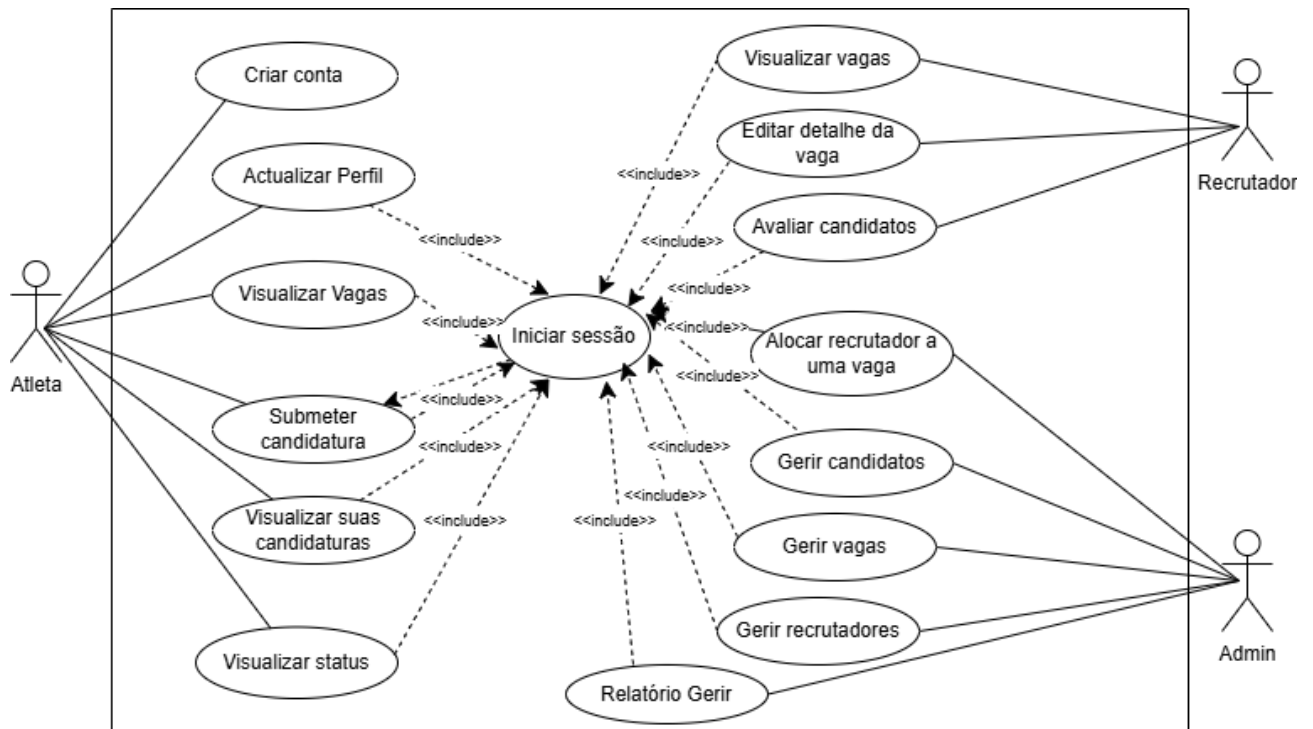 Criar conta
Visualizar vagas
Editar detalhe da
vaga
Recrutador
Actualizar Perfil
<<include>>
Avaliar candidatos
<<include>>
<<include>>
<<include>>
Visualizar Vagas
<<include>>
Iniciar sessão
Alocar recrutador a
uma vaga
Atleta
<<include>>
<<include>>
Submeter
candidatura
<<include>>
<<include>>
<<include>>
Gerir candidatos
<<include>>
Visualizar suas
candidaturas
<<include>>
<<include>>
Gerir vagas
Gerir recrutadores
Visualizar status
Admin
Relatório Gerir